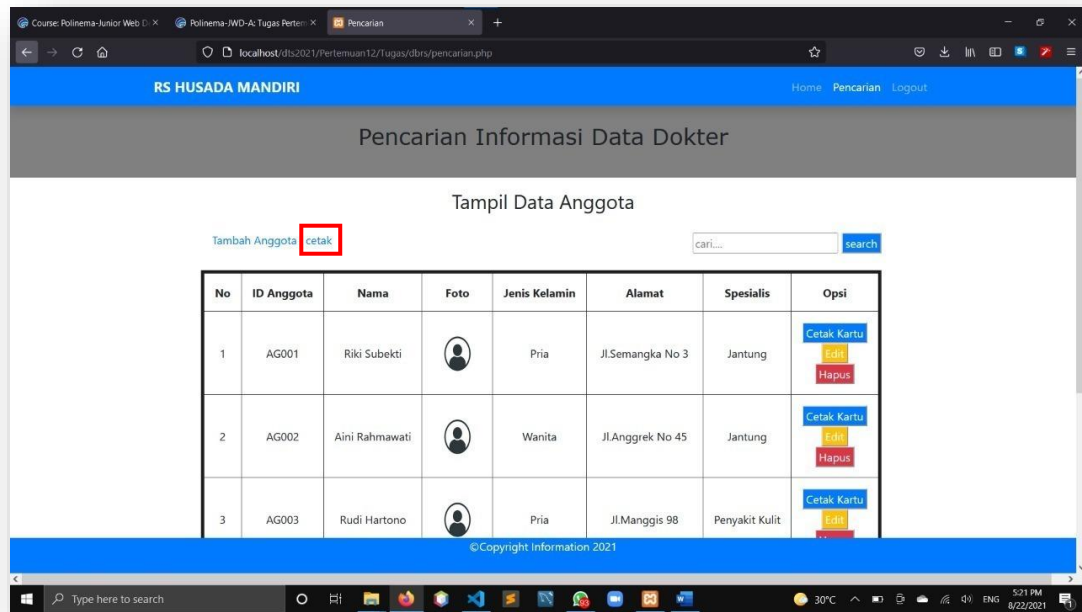 Course: Polinema-Junior Web D
Polinema-JWD-A: Tugas Pertem
Pencarian
localhost/dts2021/Pertemuan12/Tugas/dbrs/pencarian.php
RS HUSADA MANDIRI
Home Pencarian Logout
Pencarian Informasi Data Dokter
Tampil Data Anggota
Tambah Anggota cetak
cari.... search
No ID Anggota Nama Foto Jenis Kelamin Alamat Spesialis Opsi
1 AG001 Riki Subekti Pria Jl.Semangka No 3 Jantung
Cetak Kartu
Edit
Hapus
2 AG002 Aini Rahmawati Wanita Jl.Anggrek No 45 Jantung
Cetak Kartu
Edit
Hapus
3 AG003 Rudi Hartono Pria Jl.Manggis 98 Penyakit Kulit
Cetak Kartu
Edit
©Copyright Information 2021
Type here to search
30°C ENG
5:21 PM
8/22/2021